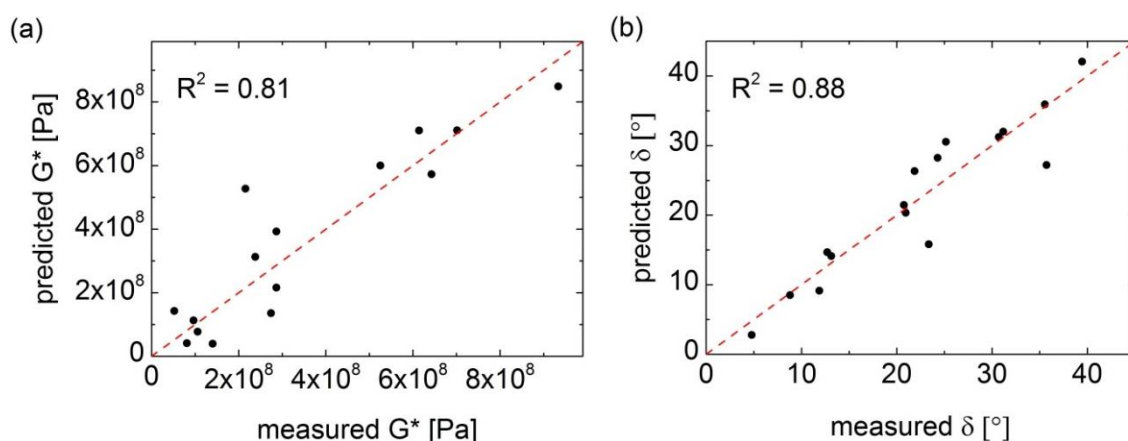 (a)
R² = 0.81
predicted G* [Pa]
8x10⁸
6x10⁸
4x10⁸
2x10⁸
0
0 2x10⁸ 4x10⁸ 6x10⁸ 8x10⁸
measured G* [Pa]
(b)
R² = 0.88
predicted δ [°]
40
30
20
10
0
0 10 20 30 40
measured δ [°]